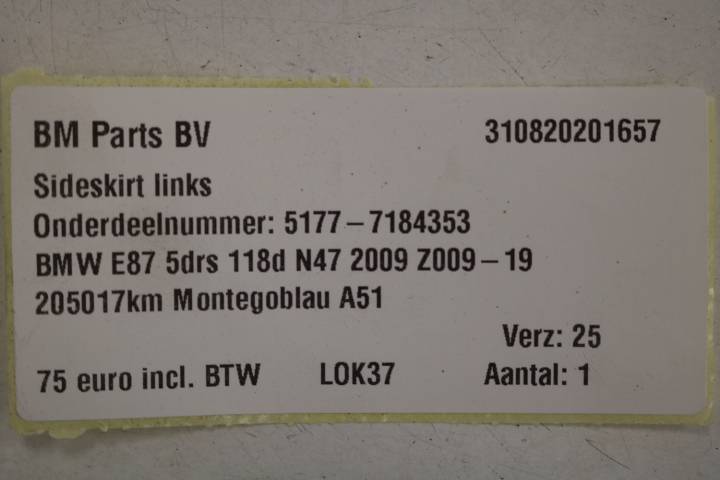 BM Parts BV 310820201657
Sideskirt links
Onderdeelnummer: 5177-7184353
BMW E87 5drs 118d N47 2009 Z009-19
205017km Montegoblau A51
Verz: 25
75 euro incl. BTW LOK37 Aantal: 1